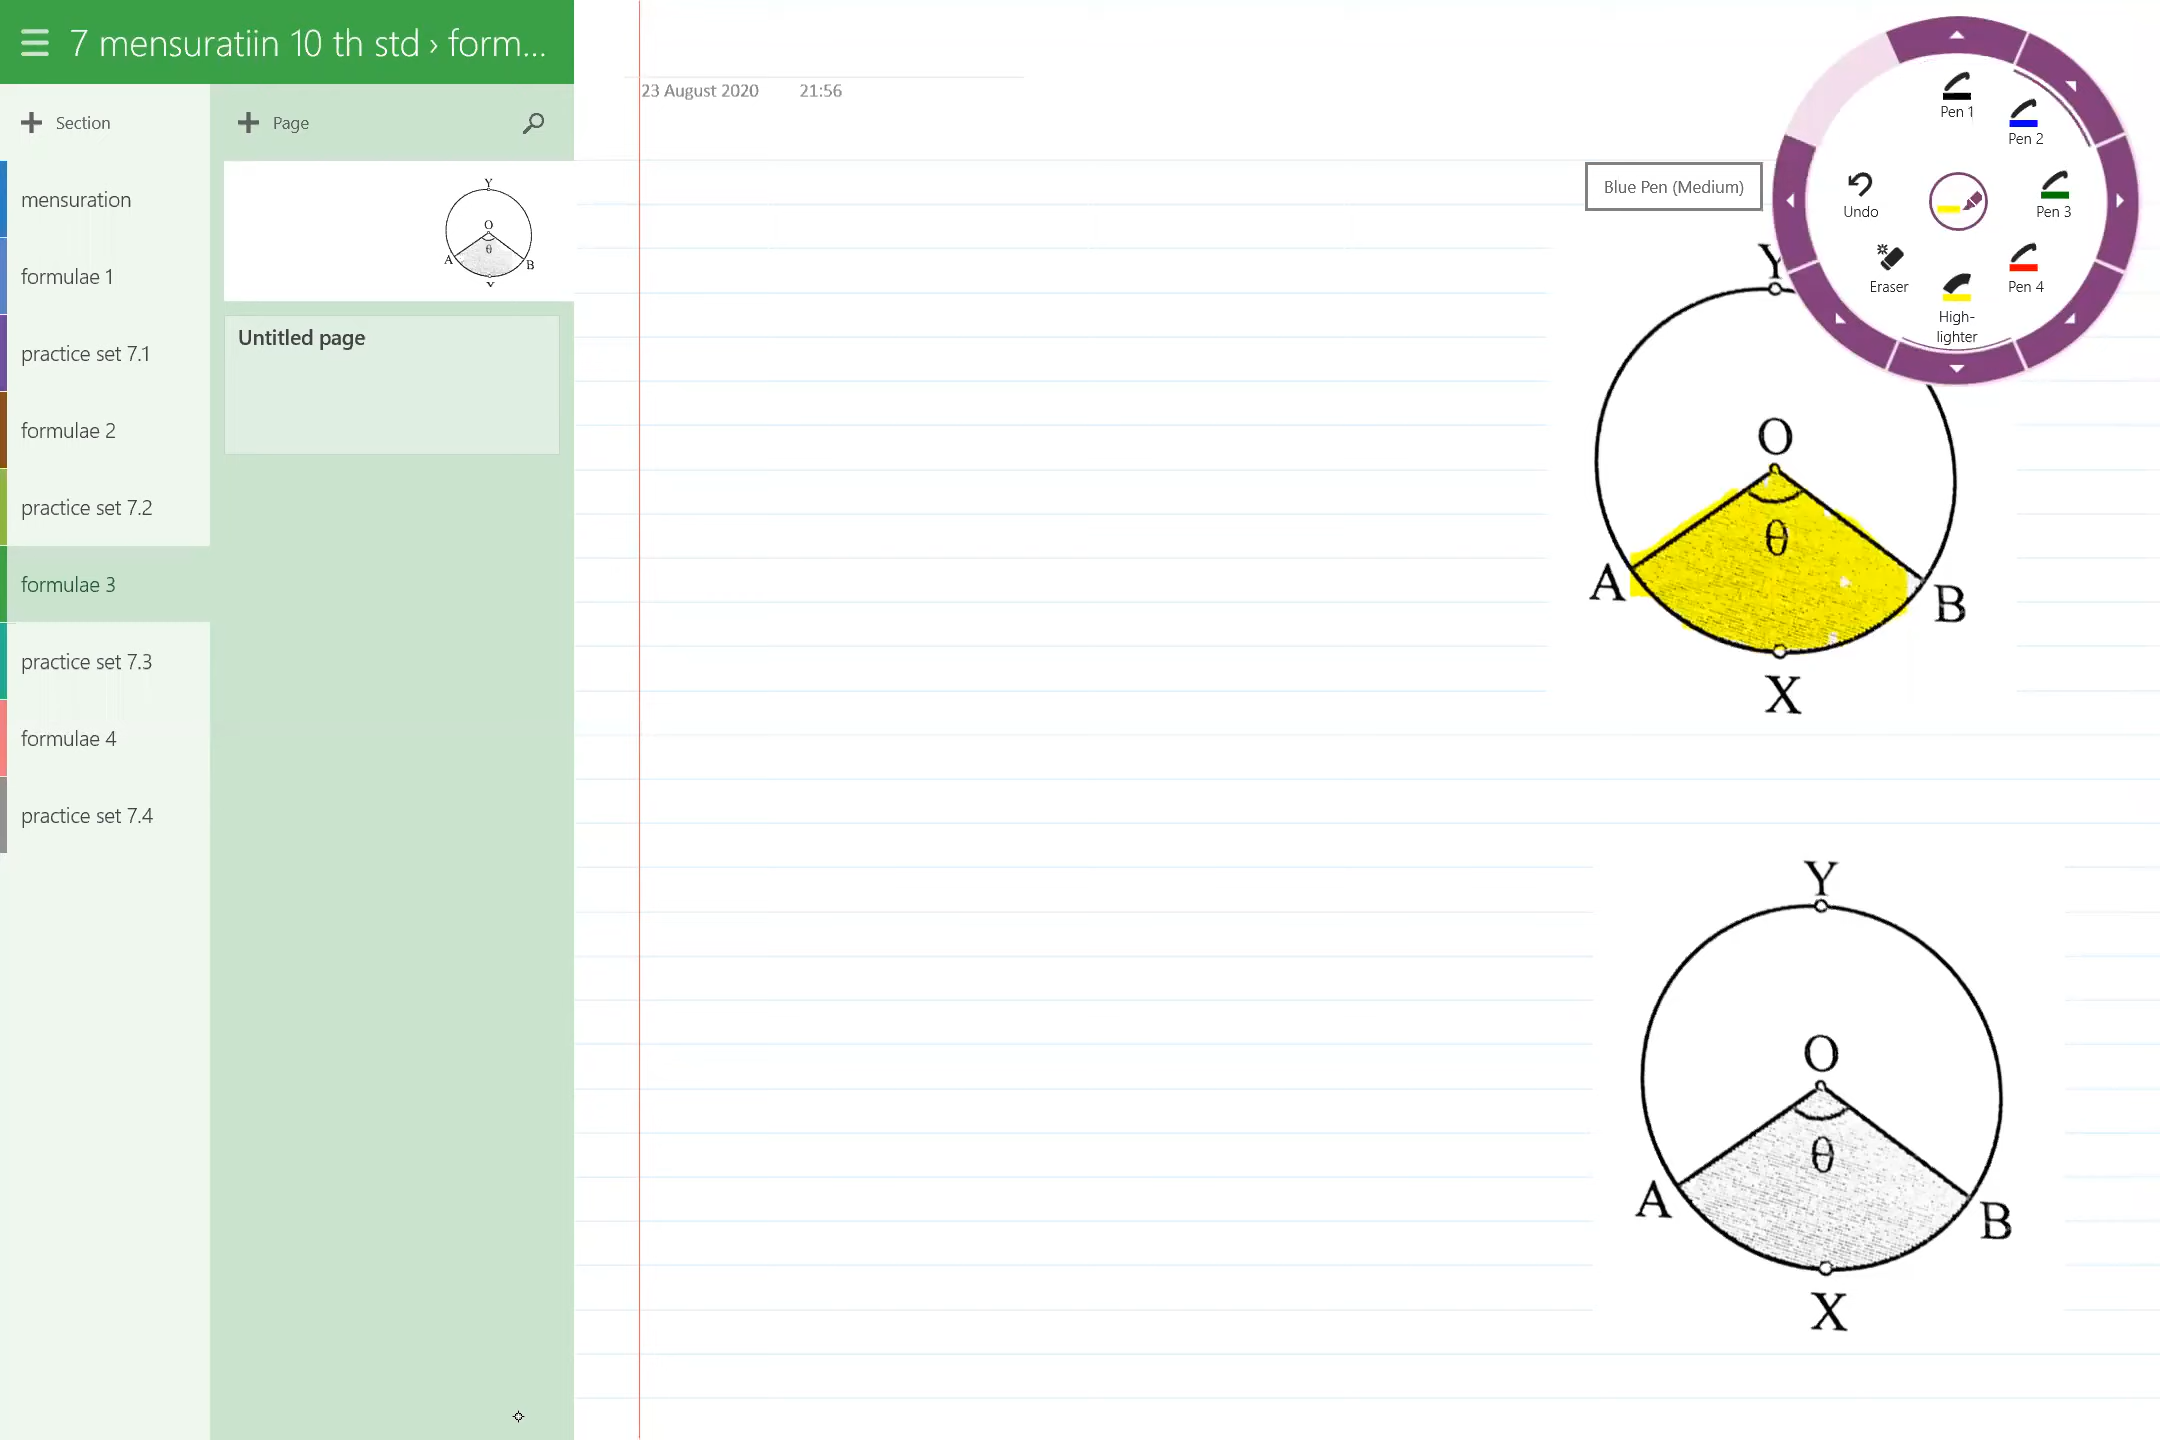 7 mensuratiin 10 th std › form...
Section
Page
mensuration
formulae 1
practice set 7.1
formulae 2
practice set 7.2
formulae 3
practice set 7.3
formulae 4
practice set 7.4
Y
O
θ
A
B
Untitled page
23 August 2020 21:56
Blue Pen (Medium)
Pen 1
Pen 2
Pen 3
Pen 4
High-
lighter
Eraser
Undo
Y
O
θ
A
B
X
Y
O
θ
A
B
X